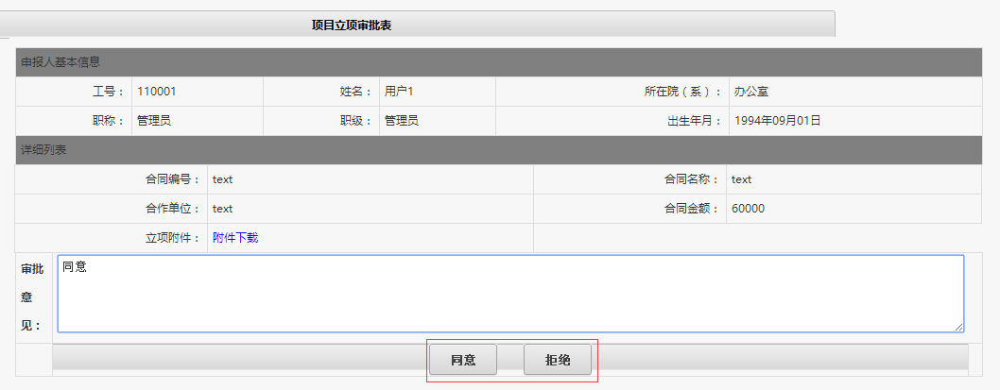 项目立项审批表
申报人基本信息
工号： 110001 姓名： 用户1 所在院（系）： 办公室
职称： 管理员 职级： 管理员 出生年月： 1994年09月01日
详细列表
合同编号： text 合同名称： text
合作单位： text 合同金额： 60000
立项附件： 附件下载
审批意见： 同意
同意 拒绝